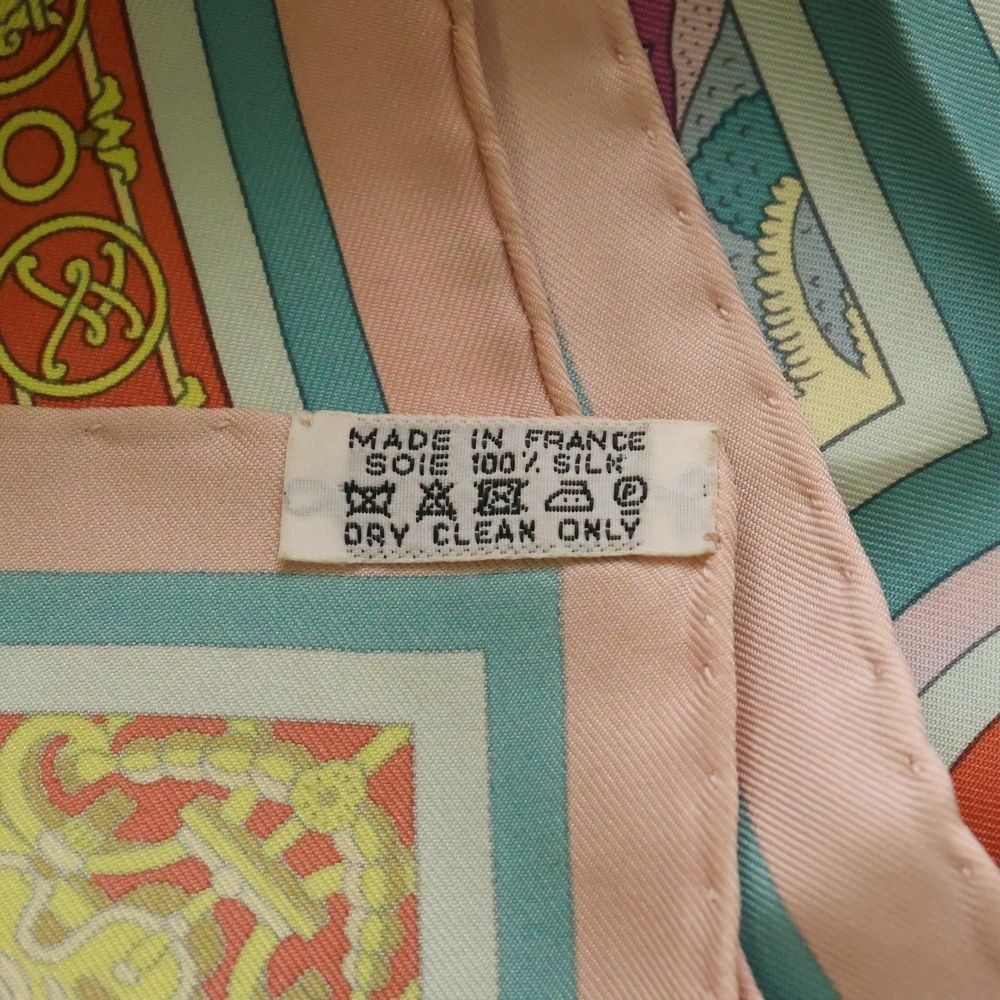 MADE IN FRANCE
SOIE 100% SILK
DRY CLEAN ONLY